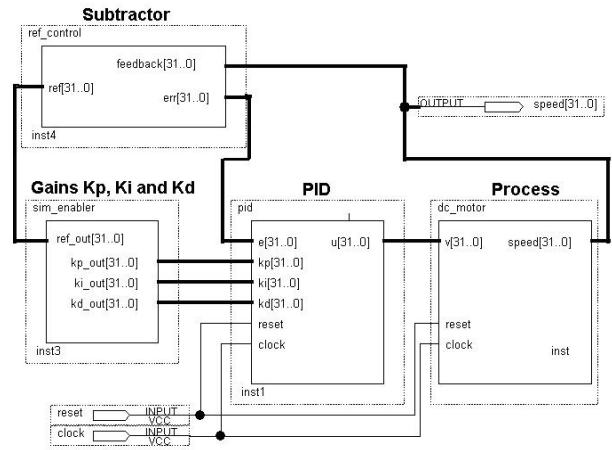 Subtractor
ref_control
feedback[31..0]
ref[31..0]
err[31..0]
inst4
OUTPUT
speed[31..0]
Gains Kp, Ki and Kd
PID
Process
sim_enabler
pid
dc_motor
ref_out[31..0]
kp_out[31..0]
ki_out[31..0]
kd_out[31..0]
inst3
e[31..0]
u[31..0]
kp[31..0]
ki[31..0]
kd[31..0]
reset
clock
inst1
v[31..0]
speed[31..0]
reset
clock
inst
reset
INPUT
VCC
clock
INPUT
VCC